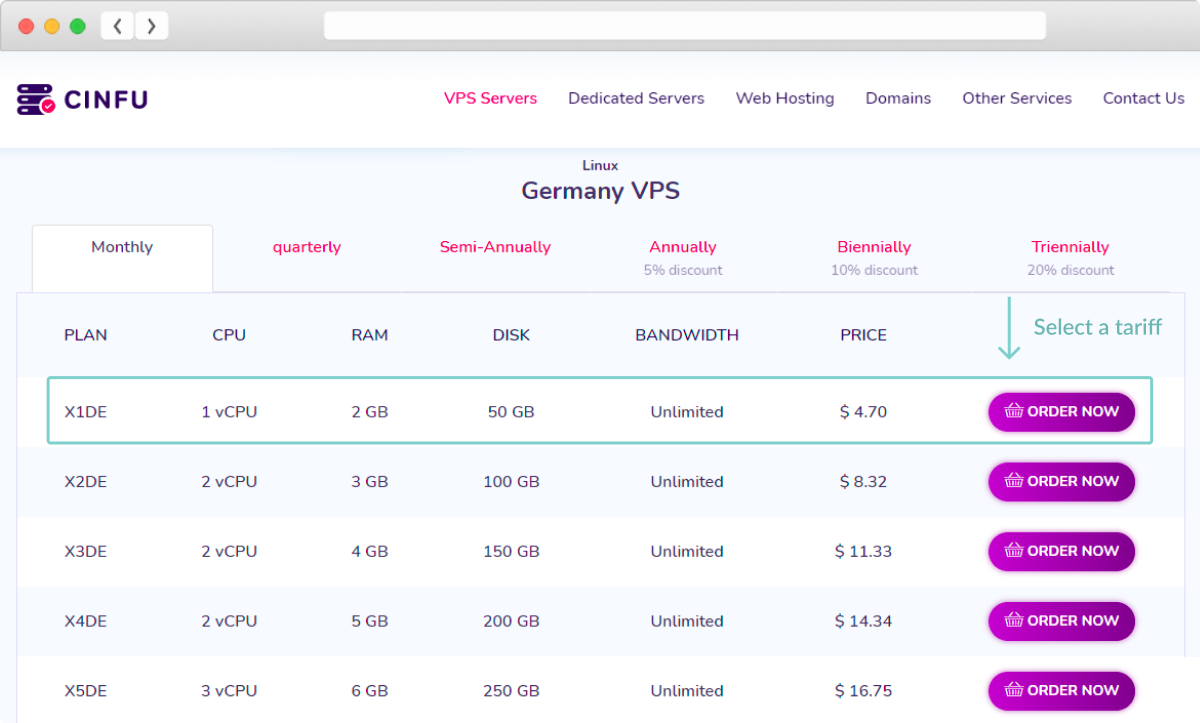 CINFU
VPS Servers Dedicated Servers Web Hosting Domains Other Services Contact Us
Linux
Germany VPS
Monthly quarterly Semi-Annually Annually Biennially Triennially
5% discount 10% discount 20% discount
Select a tariff
PLAN CPU RAM DISK BANDWIDTH PRICE
X1DE 1 vCPU 2 GB 50 GB Unlimited $ 4.70 ORDER NOW
X2DE 2 vCPU 3 GB 100 GB Unlimited $ 8.32 ORDER NOW
X3DE 2 vCPU 4 GB 150 GB Unlimited $ 11.33 ORDER NOW
X4DE 2 vCPU 5 GB 200 GB Unlimited $ 14.34 ORDER NOW
X5DE 3 vCPU 6 GB 250 GB Unlimited $ 16.75 ORDER NOW